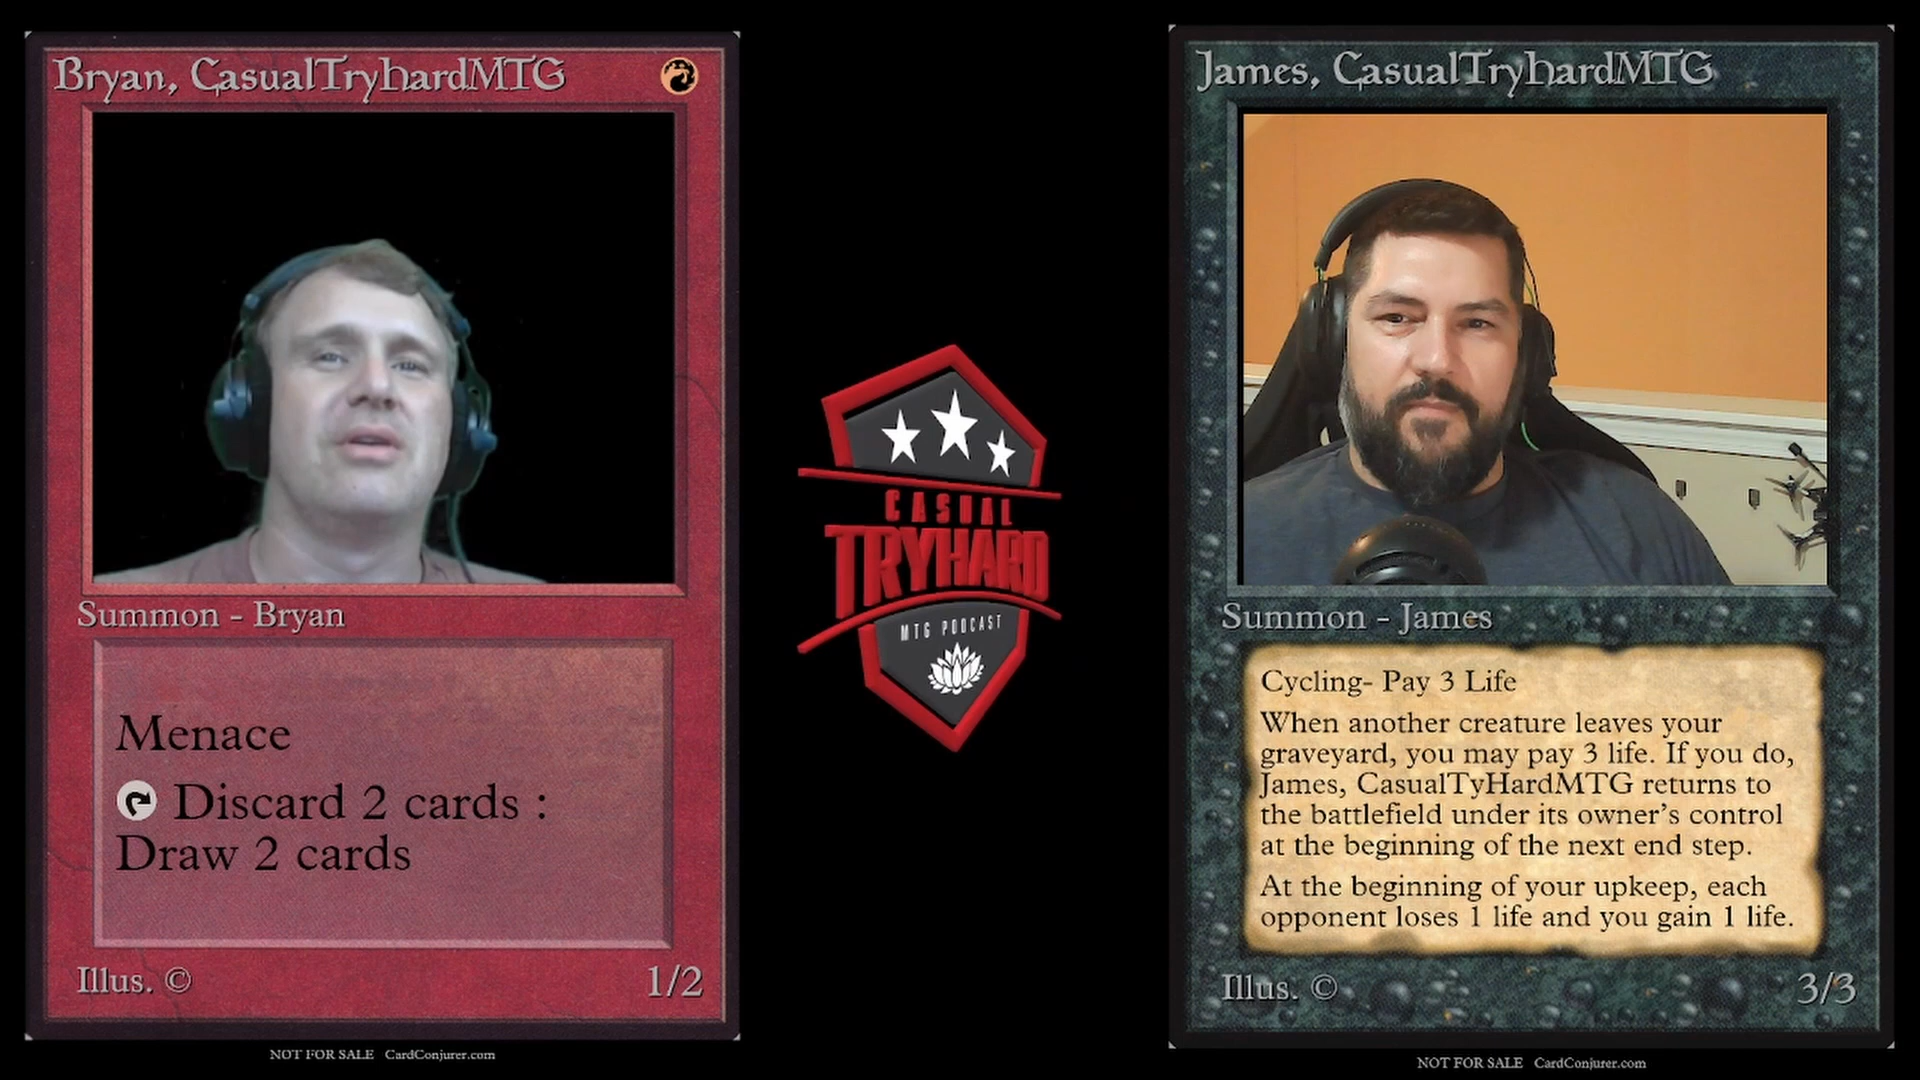 Bryan, CasualTryhardMTG
Summon - Bryan
Menace
Discard 2 cards :
Draw 2 cards
Illus. ©
1/2
NOT FOR SALE CardConjurer.com
CASUAL
TRYHARD
MTG PODCAST
James, CasualTryhardMTG
Summon - James
Cycling- Pay 3 Life
When another creature leaves your
graveyard, you may pay 3 life. If you do,
James, CasualTyHardMTG returns to
the battlefield under its owner's control
at the beginning of the next end step.
At the beginning of your upkeep, each
opponent loses 1 life and you gain 1 life.
Illus. ©
3/3
NOT FOR SALE CardConjurer.com